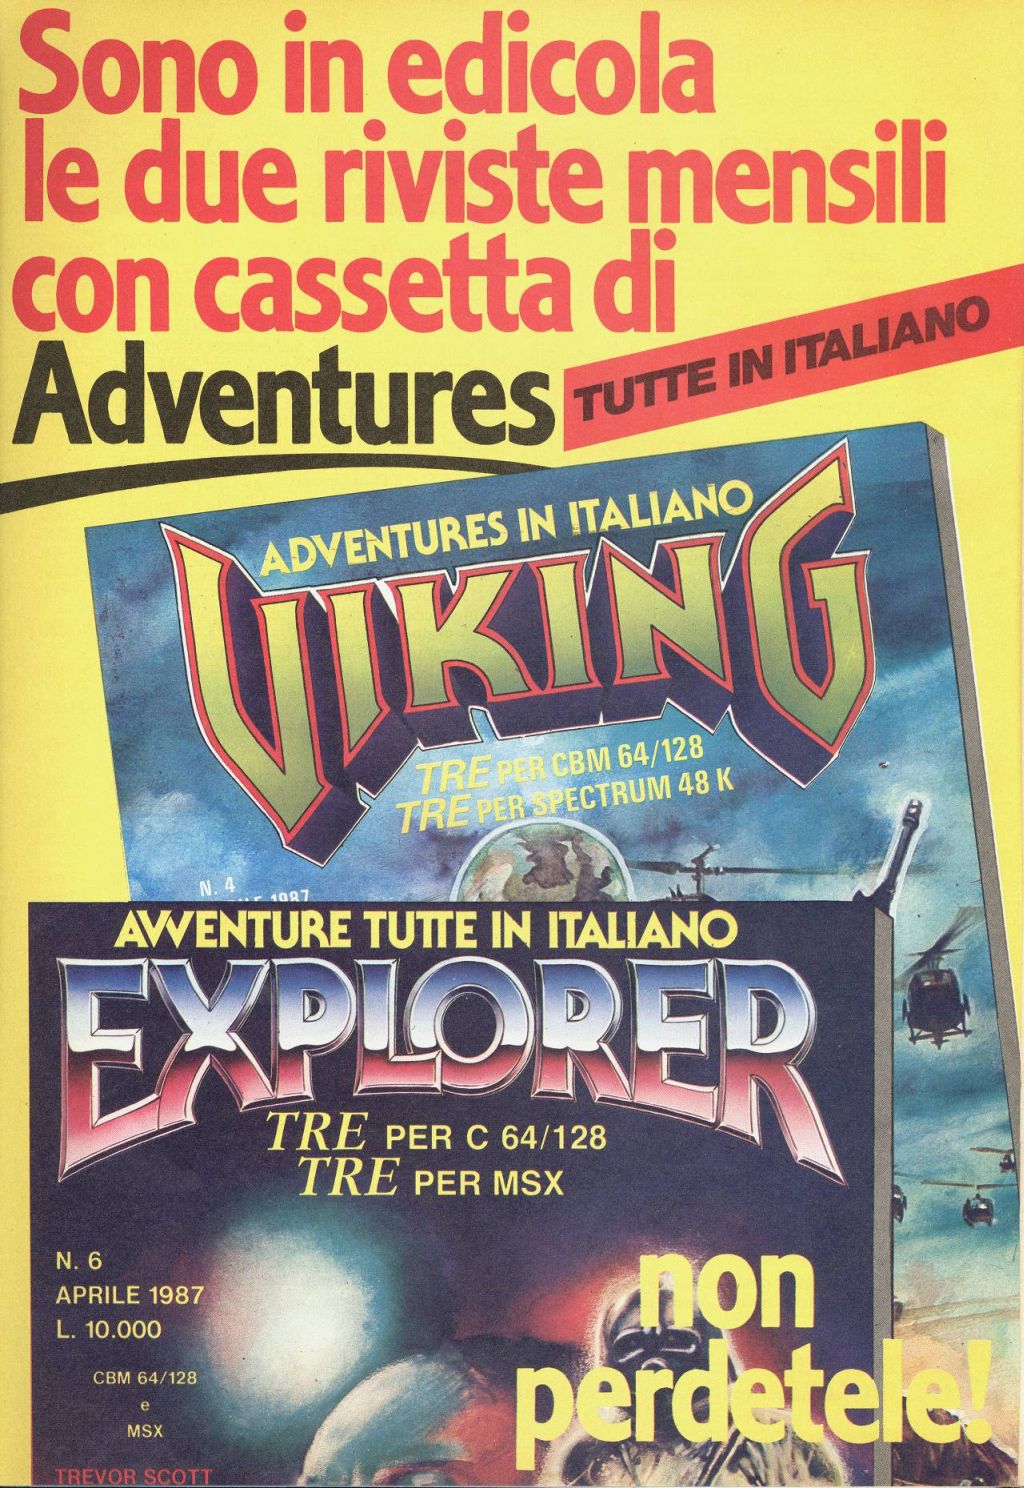 Sono in edicola
le due riviste mensili
con cassetta di
Adventures
TUTTE IN ITALIANO
ADVENTURES IN ITALIANO
VIKING
TRE PER CBM 64/128
TRE PER SPECTRUM 48 K
N. 4
1987
AVVENTURE TUTTE IN ITALIANO
EXPLORER
TRE PER C 64/128
TRE PER MSX
N. 6
APRILE 1987
L. 10.000
CBM 64/128
e
MSX
TREVOR SCOTT
non
perdetele!